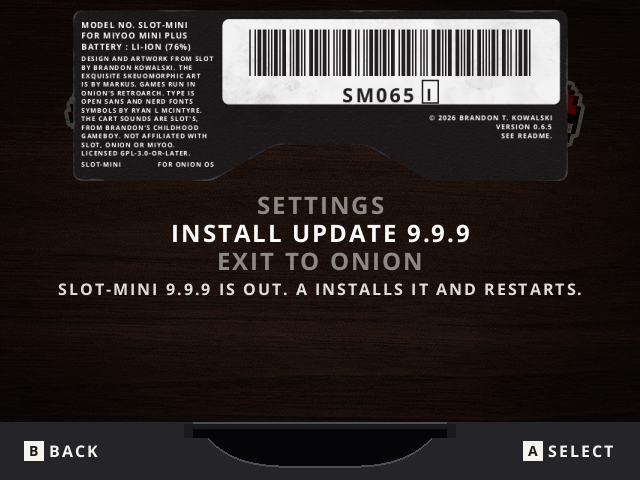 MODEL NO. SLOT-MINI
FOR MIYOO MINI PLUS
BATTERY : LI-ION (76%)
DESIGN AND ARTWORK FROM SLOT
BY BRANDON KOWALSKI. THE
EXQUISITE SKEUOMORPHIC ART
IS BY MARKUS. GAMES RUN IN
ONION'S RETROARCH. TYPE IS
OPEN SANS AND NERD FONTS
SYMBOLS BY RYAN L MCINTYRE.
THE CART SOUNDS ARE SLOT'S,
FROM BRANDON'S CHILDHOOD
GAMEBOY. NOT AFFILIATED WITH
SLOT, ONION OR MIYOO.
LICENSED GPL-3.0-OR-LATER.
SLOT-MINI FOR ONION OS
SM065 I
© 2026 BRANDON T. KOWALSKI
VERSION 0.6.5
SEE README.
SETTINGS
INSTALL UPDATE 9.9.9
EXIT TO ONION
SLOT-MINI 9.9.9 IS OUT. A INSTALLS IT AND RESTARTS.
B BACK
A SELECT